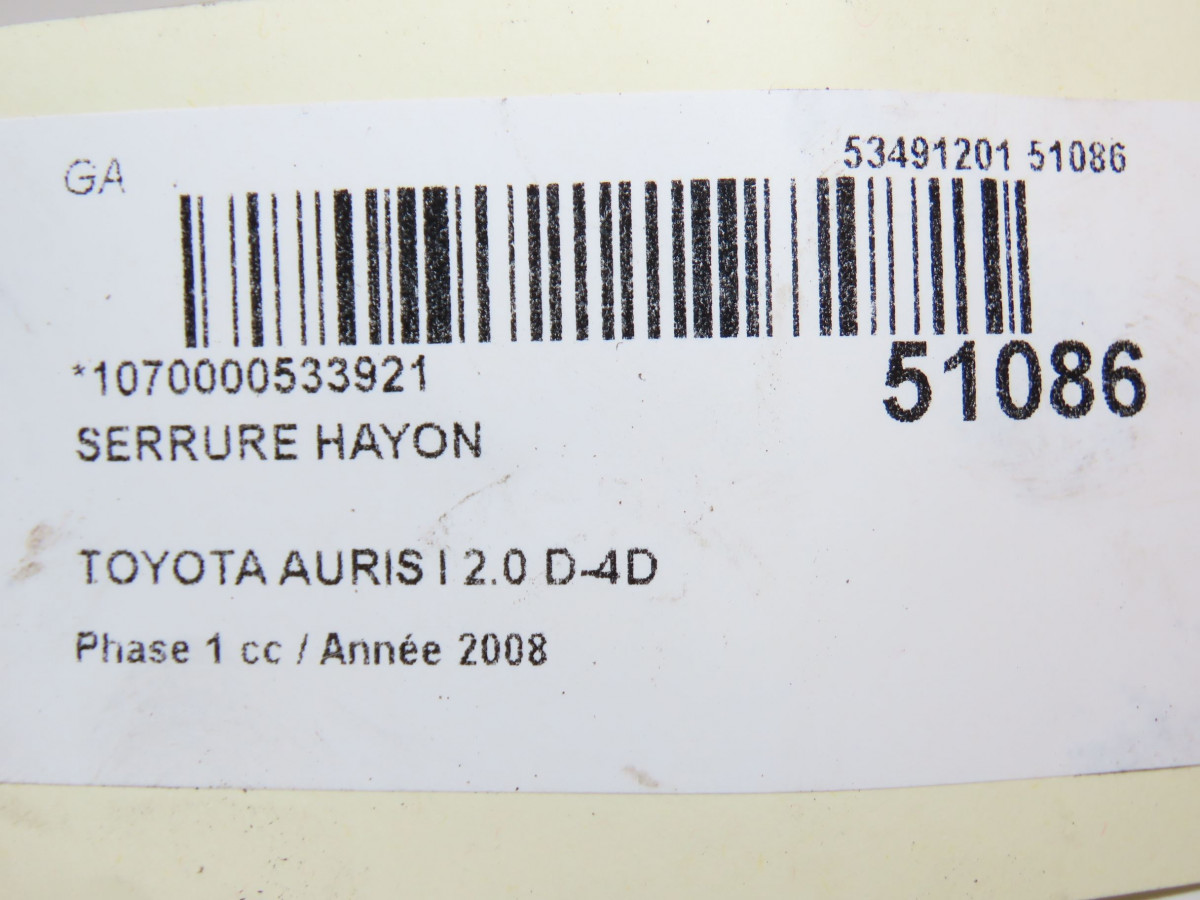 GA
53491201 51086
*1070000533921
51086
SERRURE HAYON
TOYOTA AURIS I 2.0 D-4D
Phase 1 cc / Année 2008